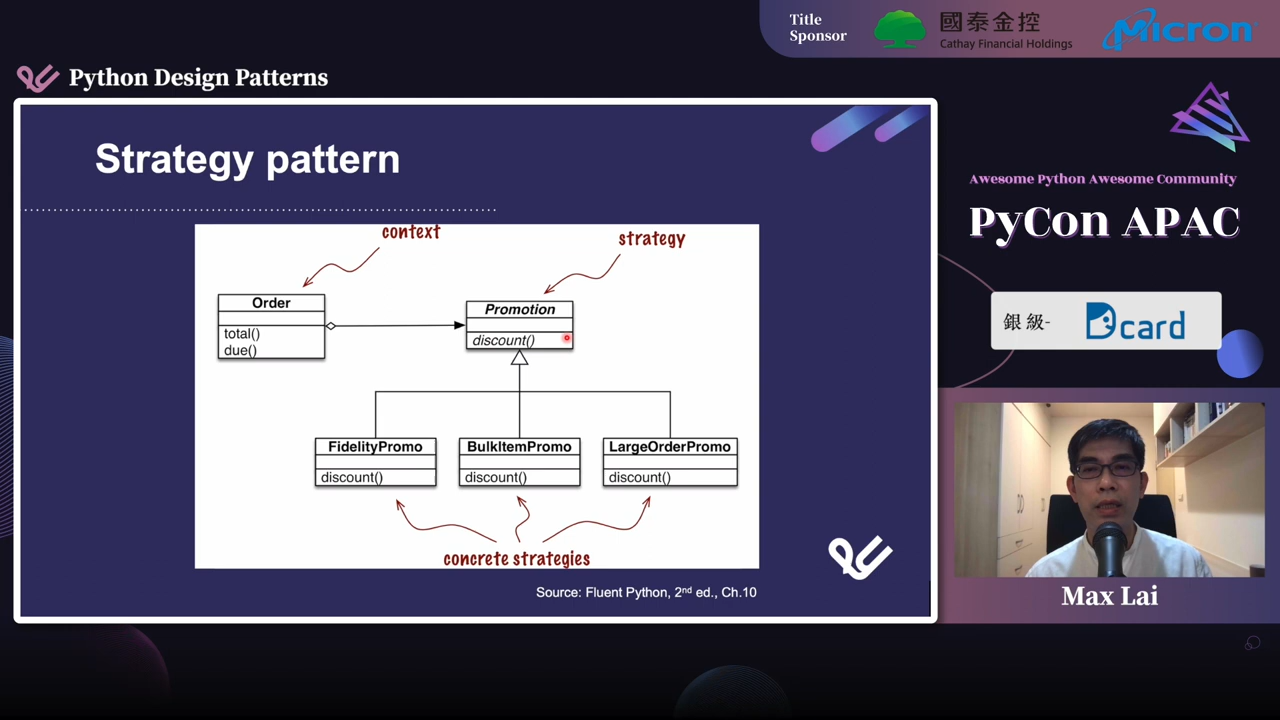 Title
Sponsor
國泰金控
Cathay Financial Holdings
Micron
Python Design Patterns
Strategy pattern
context
strategy
Order
total()
due()
Promotion
discount()
FidelityPromo
discount()
BulkItemPromo
discount()
LargeOrderPromo
discount()
concrete strategies
Source: Fluent Python, 2nd ed., Ch.10
Awesome Python Awesome Community
PyCon APAC
銀級-
Dcard
Max Lai